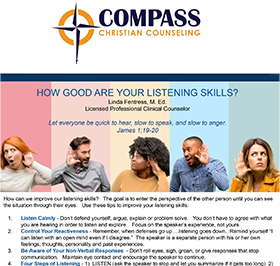 COMPASS
CHRISTIAN COUNSELING
HOW GOOD ARE YOUR LISTENING SKILLS?
Linda Fentress, M. Ed.
Licensed Professional Clinical Counselor
Let everyone be quick to hear, slow to speak, and slow to anger.
James 1:19-20
How can we improve our listening skills? The goal is to enter the perspective of the other person until you can see
the situation through their eyes. Use these tips to improve your listening skills:
1. Listen Calmly - Don't defend yourself, argue, explain or problem solve. You don't have to agree with what
you are hearing in order to listen and explore. Focus on the speaker's experience, not yours.
2. Control Your Reactivity - Remember, when defenses go up ...listening goes down. Remind yourself "I
can listen with an open mind even if I disagree." The speaker is a separate person with his or her own
feelings, thoughts, personality and past experiences.
3. Be Aware of Your Non-Verbal Responses - Don't roll eyes, sigh, groan, or give responses that stop
communication. Maintain eye contact and encourage the speaker to continue.
4. Four Steps of Listening - 1) LISTEN (ask the speaker to stop and let you summarize if it gets too long) 2)